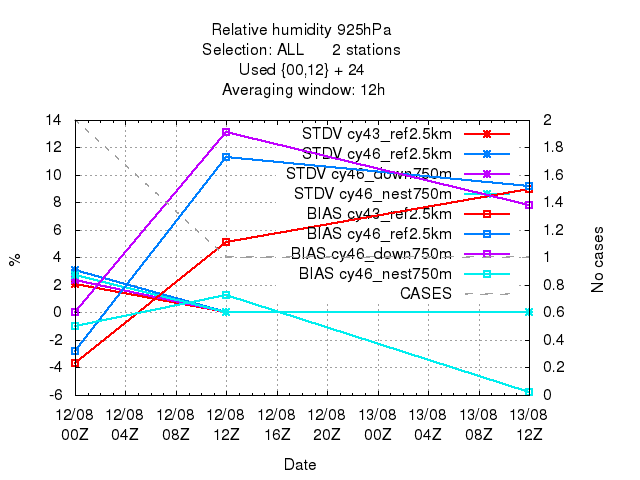 Relative humidity 925hPa
Selection: ALL 2 stations
Used {00,12} + 24
Averaging window: 12h
14
12
10
8
6
4
2
0
-2
-4
-6
%
2
1.8
1.6
1.4
1.2
1
0.8
0.6
0.4
0.2
0
No cases
STDV cy43_ref2.5km
STDV cy46_ref2.5km
STDV cy46_down750m
STDV cy46_nest750m
BIAS cy43_ref2.5km
BIAS cy46_ref2.5km
BIAS cy46_down750m
BIAS cy46_nest750m
CASES
12/08 12/08 12/08 12/08 12/08 12/08 13/08 13/08 13/08 13/08
00Z 04Z 08Z 12Z 16Z 20Z 00Z 04Z 08Z 12Z
Date